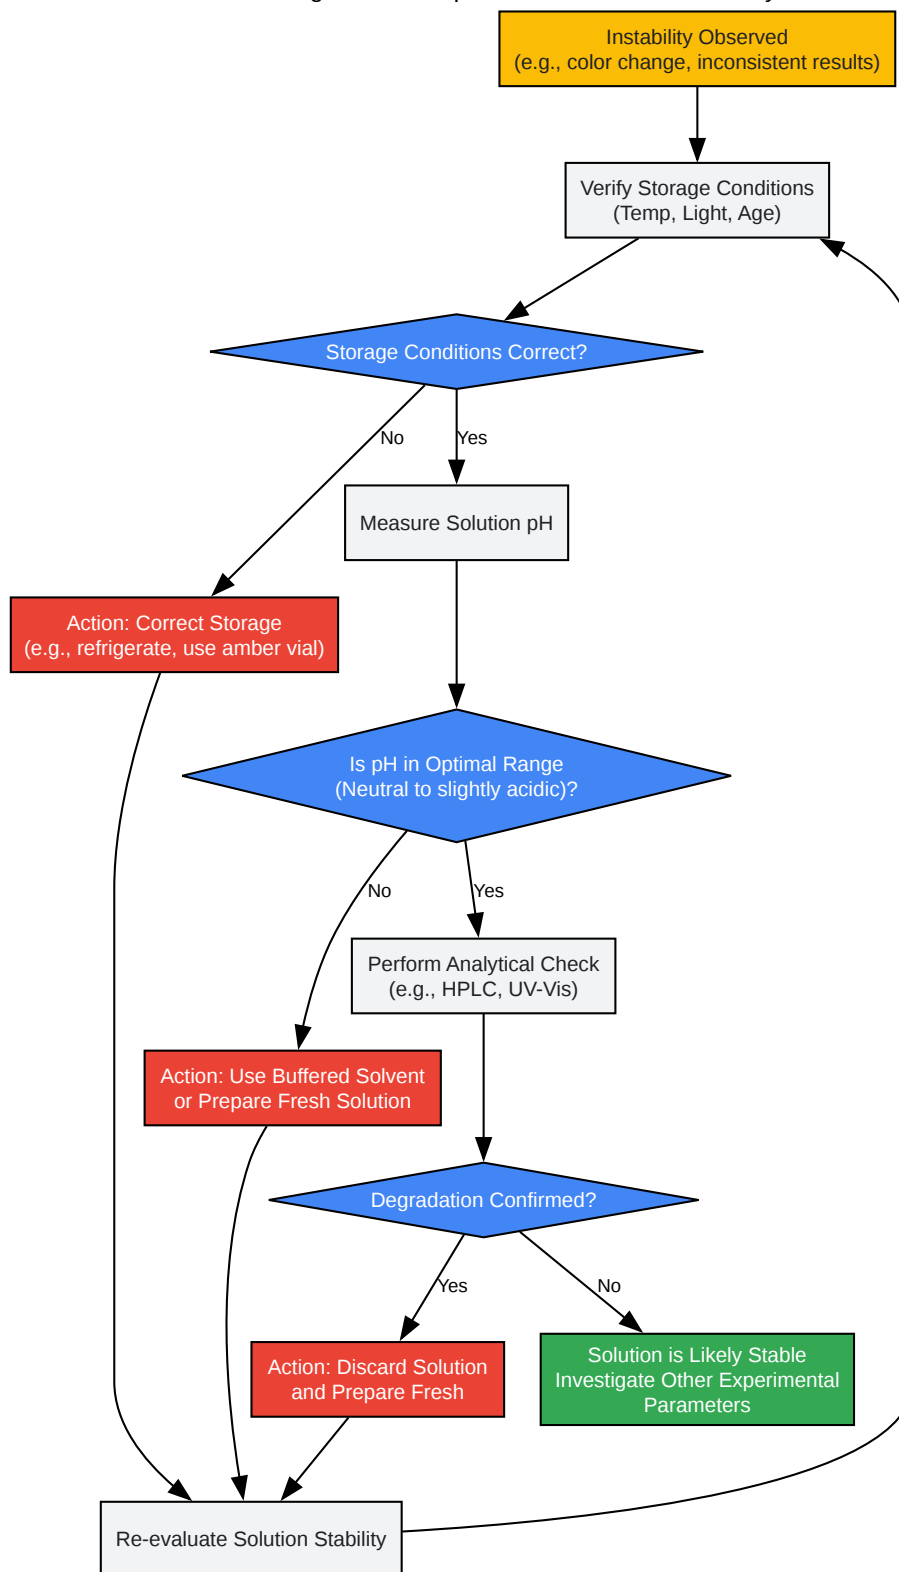 Instability Observed
(e.g., color change, inconsistent results)
Verify Storage Conditions
(Temp, Light, Age)
Storage Conditions Correct?
No
Yes
Measure Solution pH
Action: Correct Storage
(e.g., refrigerate, use amber vial)
Is pH in Optimal Range
(Neutral to slightly acidic)?
No
Yes
Perform Analytical Check
(e.g., HPLC, UV-Vis)
Action: Use Buffered Solvent
or Prepare Fresh Solution
Degradation Confirmed?
Yes
No
Action: Discard Solution
and Prepare Fresh
Solution is Likely Stable
Investigate Other Experimental
Parameters
Re-evaluate Solution Stability